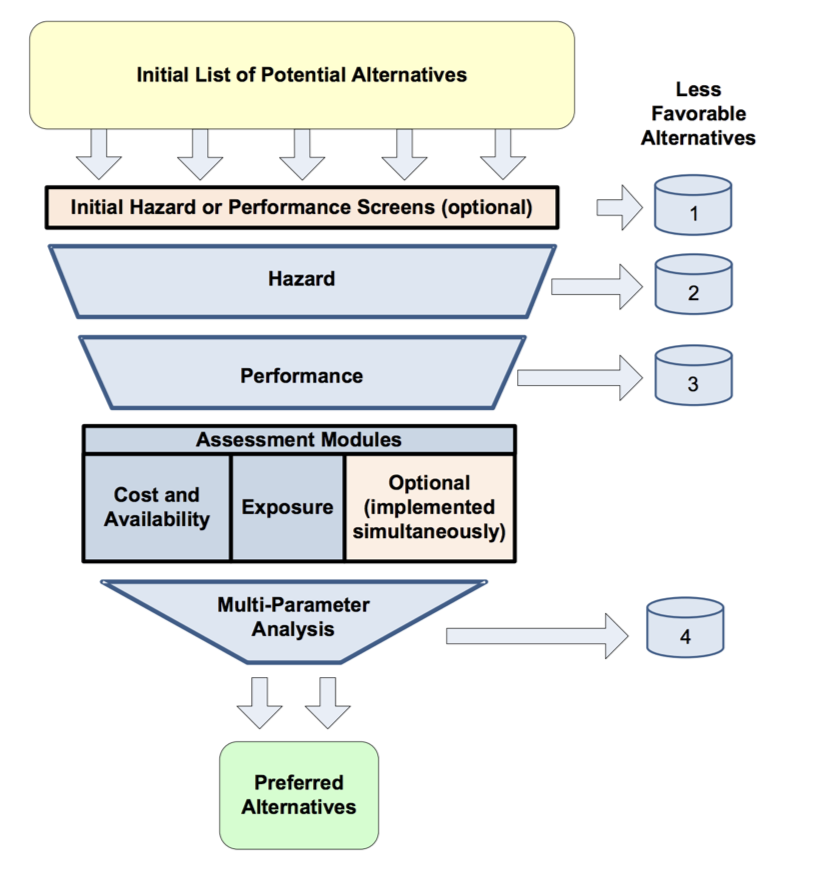 Initial List of Potential Alternatives
Less
Favorable
Alternatives
Initial Hazard or Performance Screens (optional)
1
Hazard
2
Performance
3
Assessment Modules
Cost and
Availability
Exposure
Optional
(implemented
simultaneously)
Multi-Parameter
Analysis
4
Preferred
Alternatives